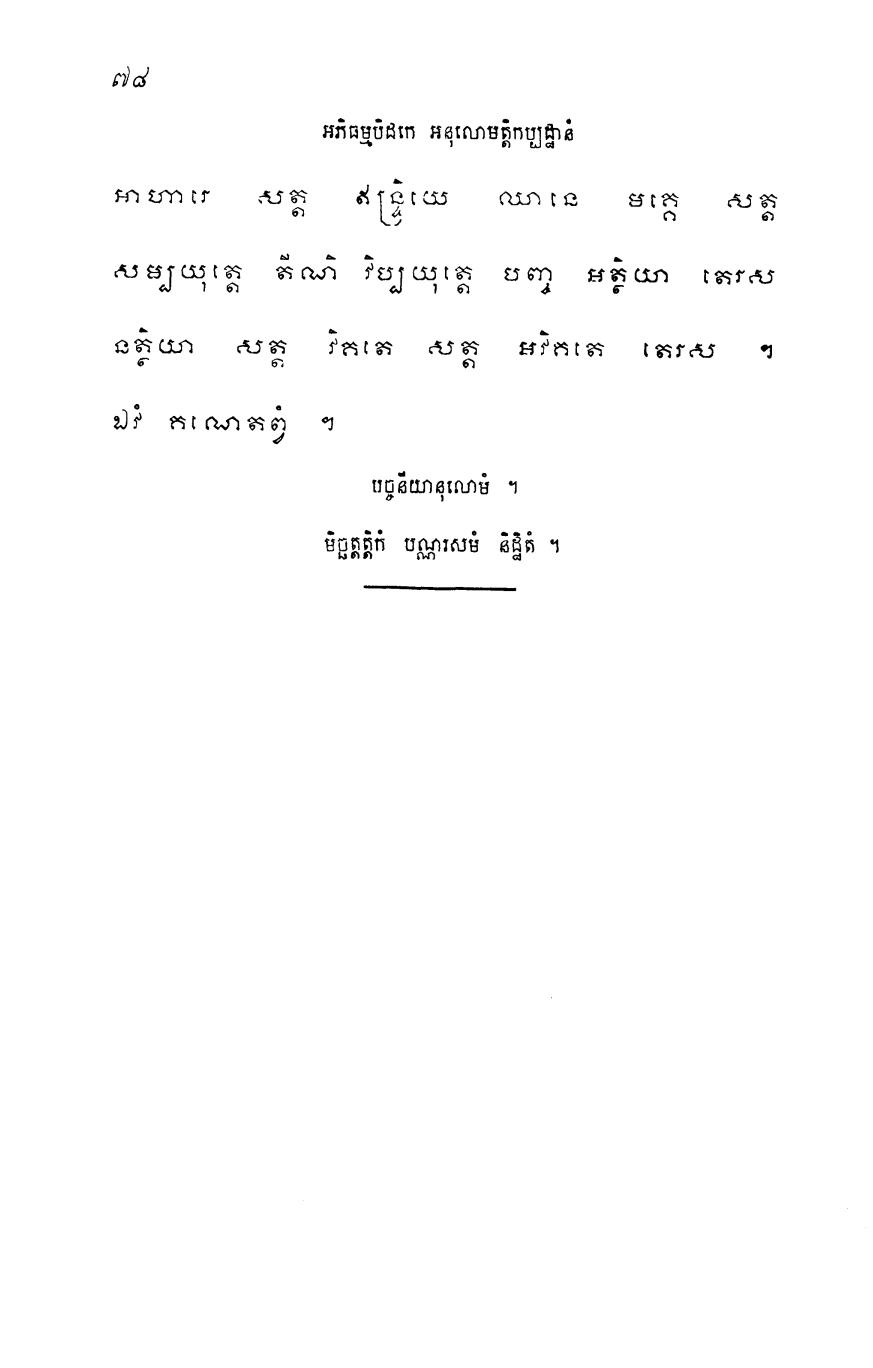 ៧៨
អភិធម្មបិដកេ អនុលោមត្តិកប្បដ្ឋានំ
អាហារេ សត្ត ឥន្ទ្រិយេ ឈានេ មគ្គេ សត្ត
សម្បយុត្តេ តីណិ វិប្បយុត្តេ បញ្ច អត្ថិយា តេរស
នត្ថិយា សត្ត វិគតេ សត្ត អវិគតេ តេរស ។
ឯវំ គណេតព្វំ ។
បច្ចនីយានុលោមំ ។
មិច្ឆត្តត្តិកំ បណ្ណរសមំ និដ្ឋិតំ ។